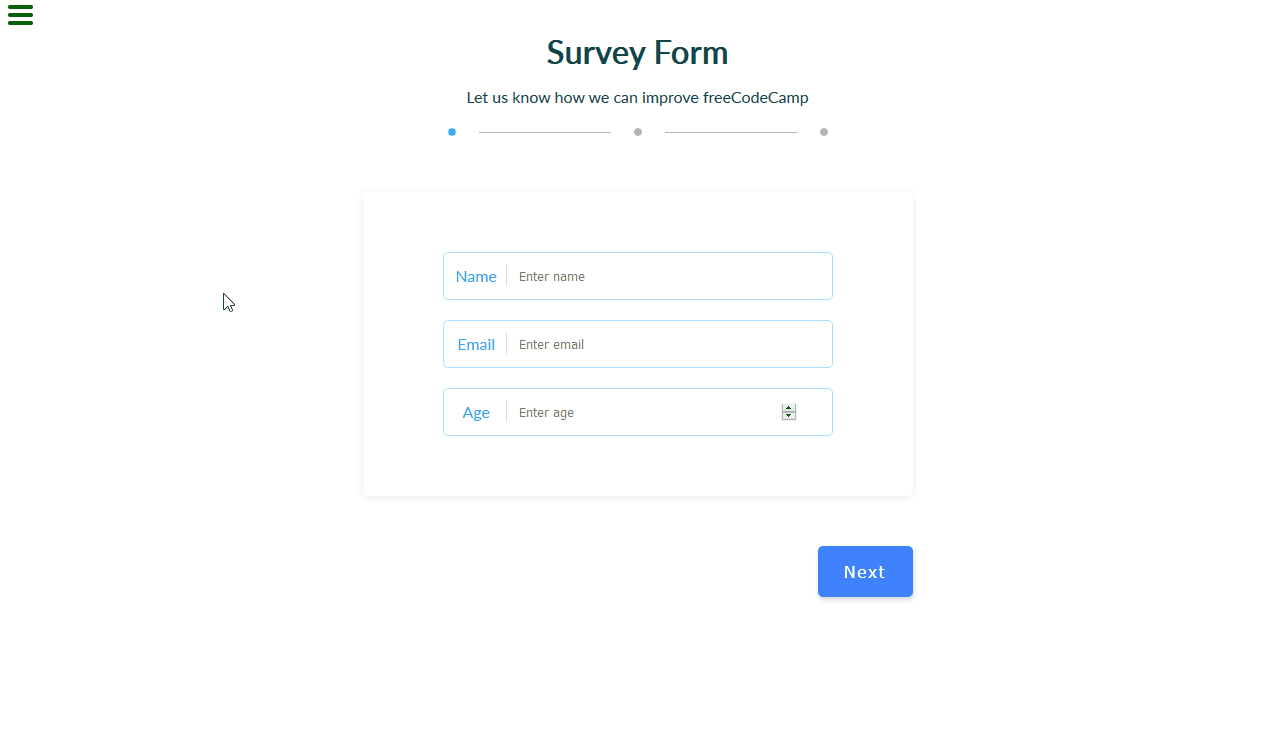 Survey Form
Let us know how we can improve freeCodeCamp
Name Enter name
Email Enter email
Age Enter age
Next